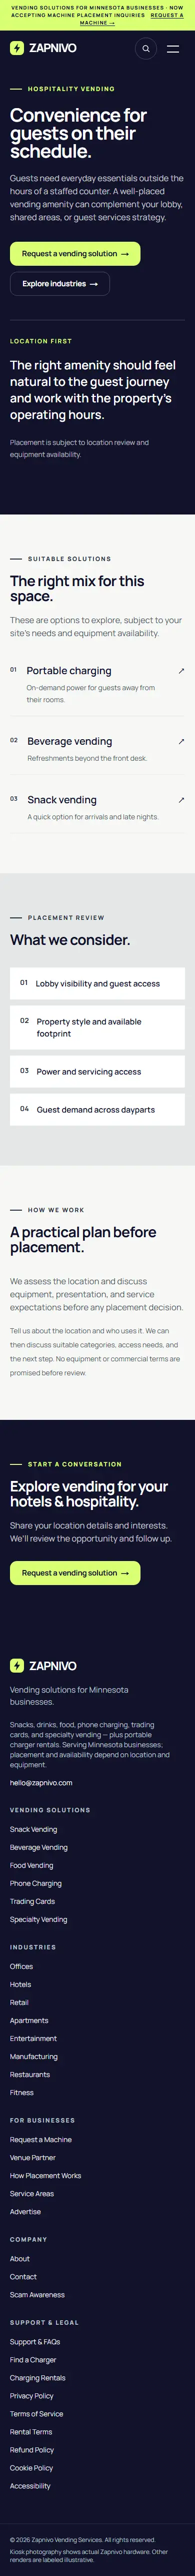 VENDING SOLUTIONS FOR MINNESOTA BUSINESSES · NOW
ACCEPTING MACHINE PLACEMENT INQUIRIES REQUEST A
MACHINE →
ZAPNIVO
HOSPITALITY VENDING
Convenience for
guests on their
schedule.
Guests need everyday essentials outside the
hours of a staffed counter. A well-placed
vending amenity can complement your lobby,
shared areas, or guest services strategy.
Request a vending solution →
Explore industries →
LOCATION FIRST
The right amenity should feel
natural to the guest journey
and work with the property's
operating hours.
Placement is subject to location review and
equipment availability.
SUITABLE SOLUTIONS
The right mix for this
space.
These are options to explore, subject to your
site's needs and equipment availability.
01 Portable charging ↗
On-demand power for guests away from
their rooms.
02 Beverage vending ↗
Refreshments beyond the front desk.
03 Snack vending ↗
A quick option for arrivals and late nights.
PLACEMENT REVIEW
What we consider.
01 Lobby visibility and guest access
02 Property style and available
footprint
03 Power and servicing access
04 Guest demand across dayparts
HOW WE WORK
A practical plan before
placement.
We assess the location and discuss
equipment, presentation, and service
expectations before any placement decision.
Tell us about the location and who uses it. We can
then discuss suitable categories, access needs, and
the next step. No equipment or commercial terms are
promised before review.
START A CONVERSATION
Explore vending for your
hotels & hospitality.
Share your location details and interests.
We'll review the opportunity and follow up.
Request a vending solution →
ZAPNIVO
Vending solutions for Minnesota
businesses.
Snacks, drinks, food, phone charging, trading
cards, and specialty vending — plus portable
charger rentals. Serving Minnesota businesses;
placement and availability depend on location and
equipment.
hello@zapnivo.com
VENDING SOLUTIONS
Snack Vending
Beverage Vending
Food Vending
Phone Charging
Trading Cards
Specialty Vending
INDUSTRIES
Offices
Hotels
Retail
Apartments
Entertainment
Manufacturing
Restaurants
Fitness
FOR BUSINESSES
Request a Machine
Venue Partner
How Placement Works
Service Areas
Advertise
COMPANY
About
Contact
Scam Awareness
SUPPORT & LEGAL
Support & FAQs
Find a Charger
Charging Rentals
Privacy Policy
Terms of Service
Rental Terms
Refund Policy
Cookie Policy
Accessibility
© 2026 Zapnivo Vending Services. All rights reserved.
Kiosk photography shows actual Zapnivo hardware. Other
renders are labeled illustrative.